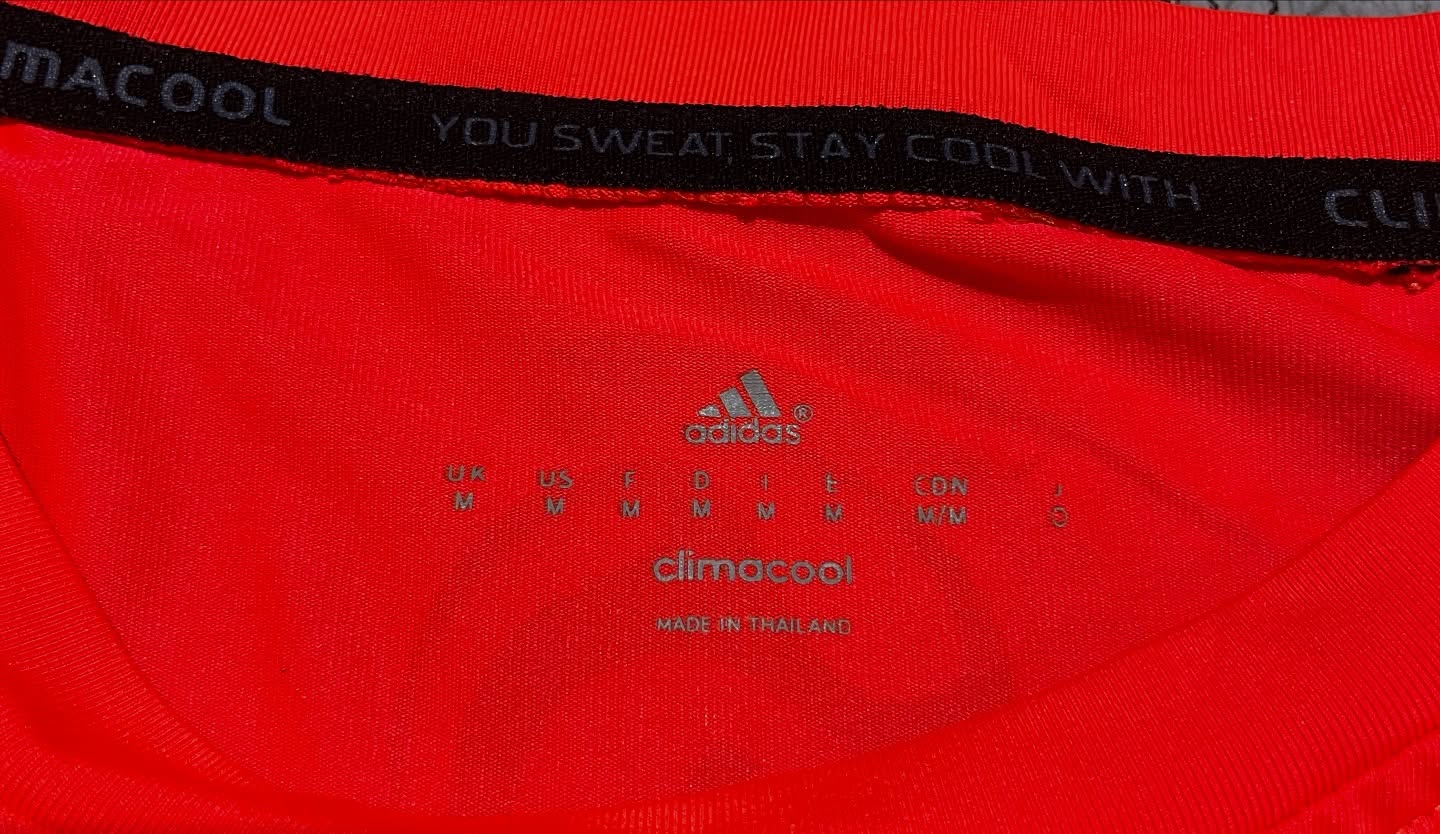 mACOOL YOU SWEAT, STAY COOL WITH CLI
adidas®
UK US F D I E CDN J
M M M M M M M/M O
climacool
MADE IN THAILAND